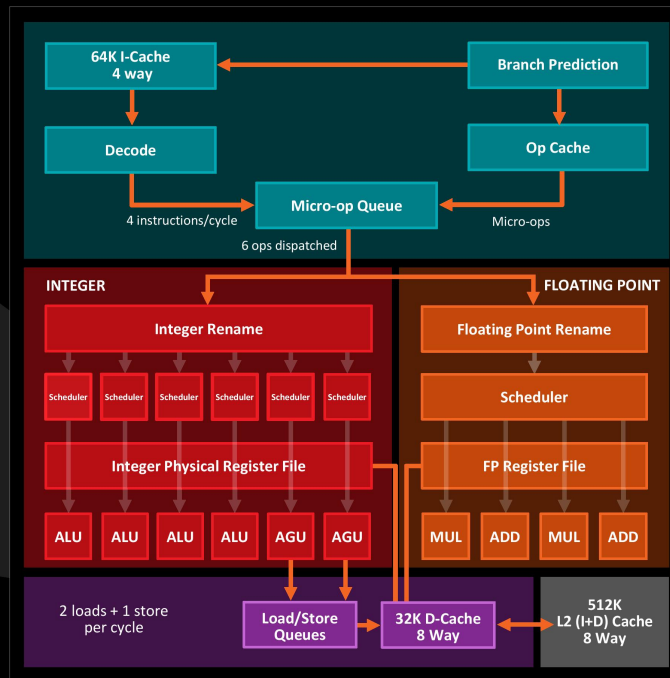 64K I-Cache
4 way
Branch Prediction
Decode
Op Cache
4 instructions/cycle
Micro-op Queue
Micro-ops
6 ops dispatched
INTEGER
FLOATING POINT
Integer Rename
Floating Point Rename
Scheduler
Scheduler
Scheduler
Scheduler
Scheduler
Scheduler
Scheduler
Integer Physical Register File
FP Register File
ALU
ALU
ALU
ALU
AGU
AGU
MUL
ADD
MUL
ADD
2 loads + 1 store
per cycle
Load/Store
Queues
32K D-Cache
8 Way
512K
L2 (I+D) Cache
8 Way